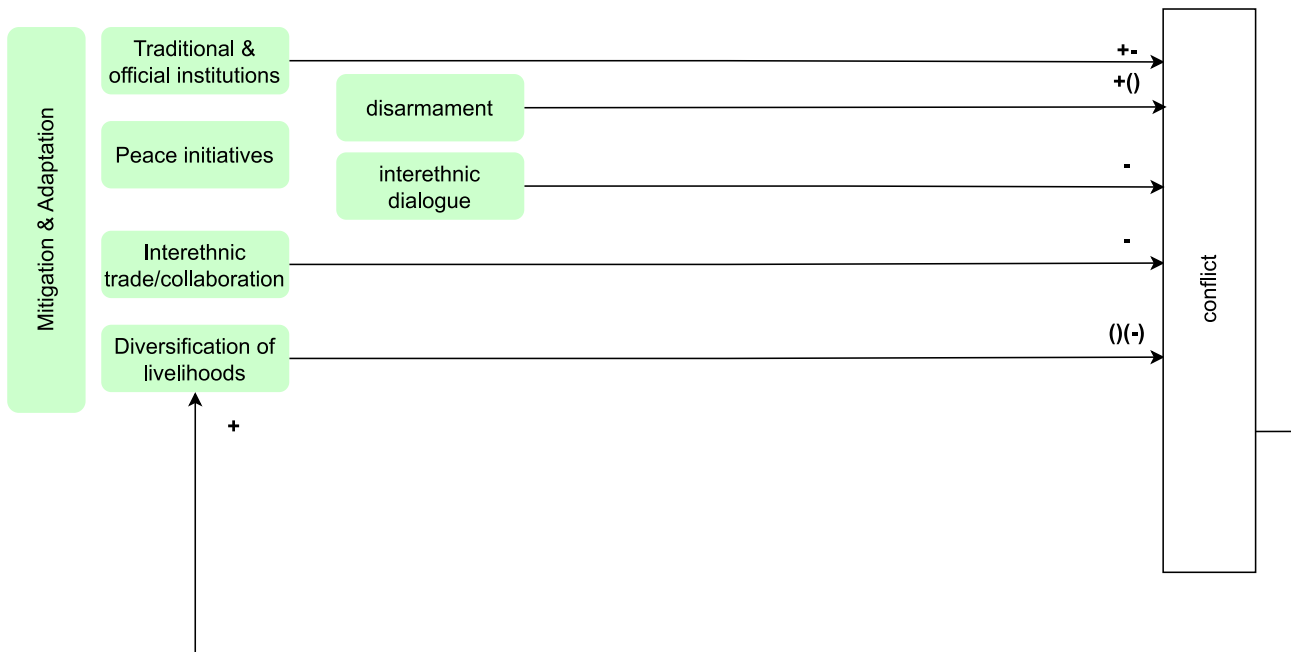 Mitigation & Adaptation
Traditional &
official institutions
+-
disarmament
+()
Peace initiatives
interethnic
dialogue
-
Interethnic
trade/collaboration
-
Diversification of
livelihoods
()(-)
+
conflict